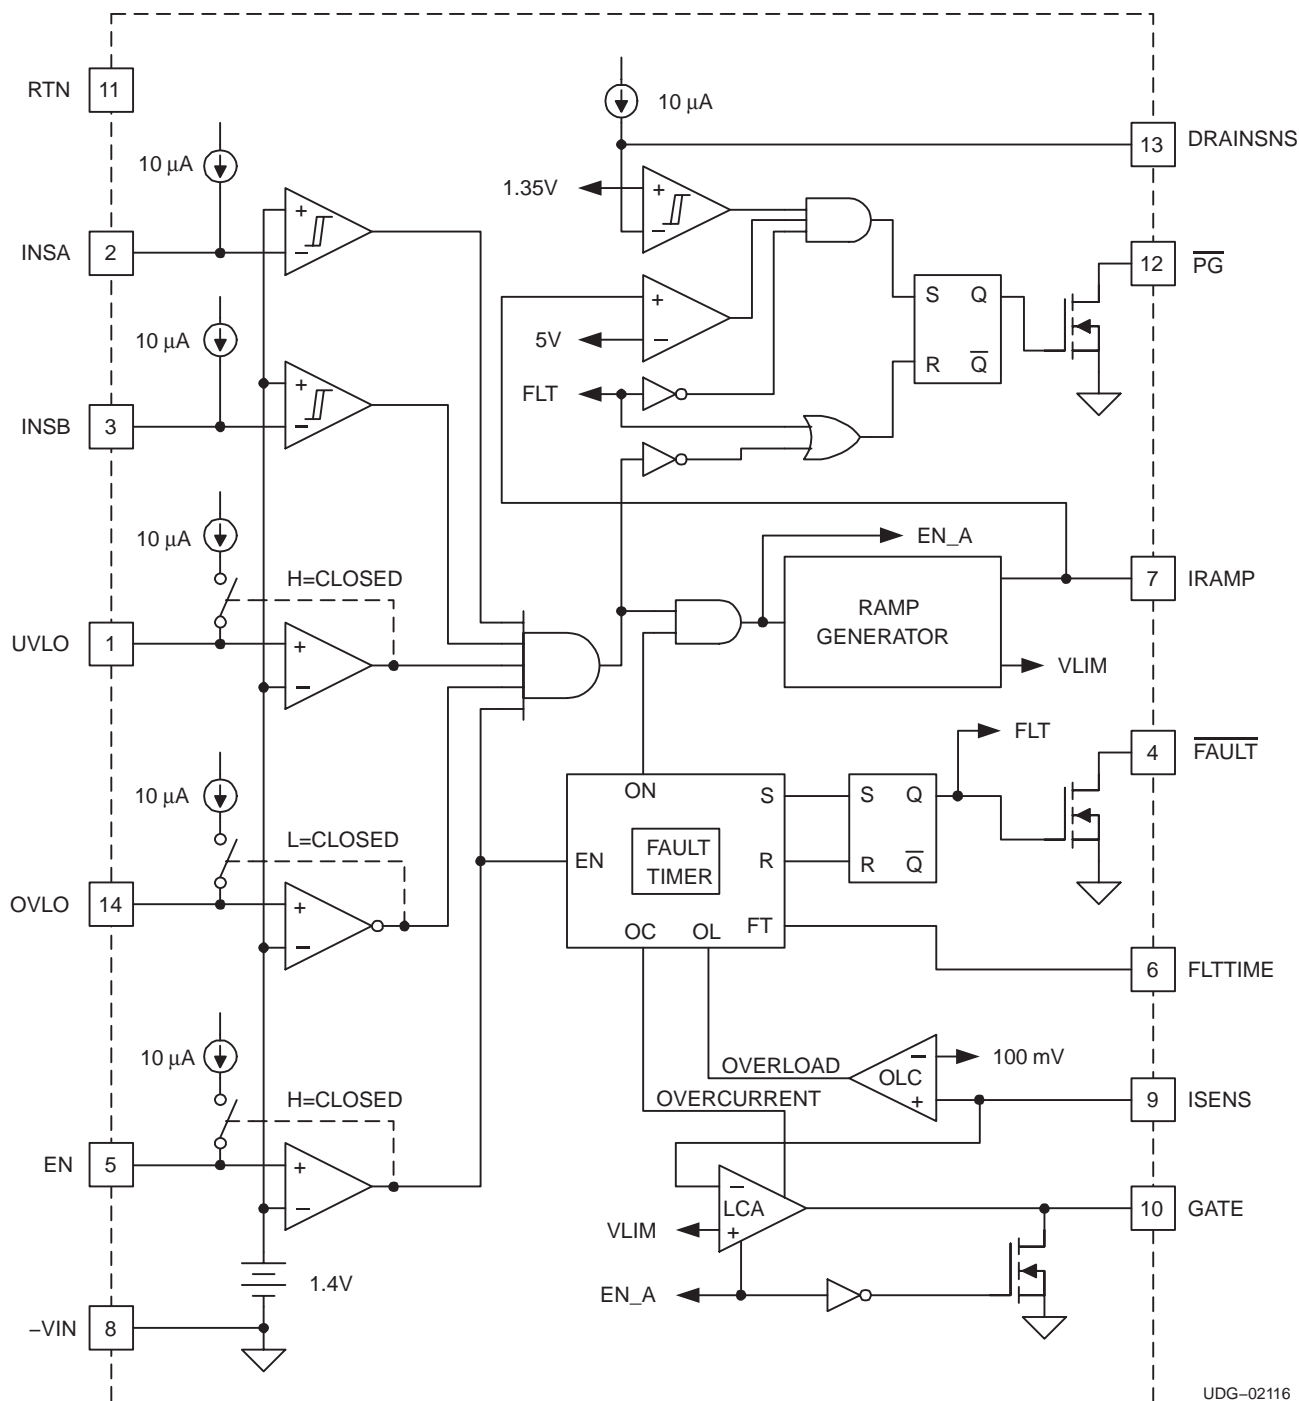 RTN 11
10 μA
INSA 2
+
−
10 μA
INSB 3
+
−
10 μA
H=CLOSED
UVLO 1
+
−
10 μA
L=CLOSED
OVLO 14
+
−
10 μA
H=CLOSED
EN 5
+
−
1.4V
−VIN 8
10 μA
13 DRAINSNS
1.35V
+
−
12 PG
+
5V
−
S Q
R Q
FLT
EN_A
RAMP
GENERATOR
7 IRAMP
VLIM
FLT
4 FAULT
ON
S
EN
FAULT
TIMER
R
OC OL FT
S Q
R Q
6 FLTTIME
OVERLOAD
−
OLC
+
100 mV
OVERCURRENT
9 ISENS
−
LCA
+
VLIM
10 GATE
EN_A
UDG−02116